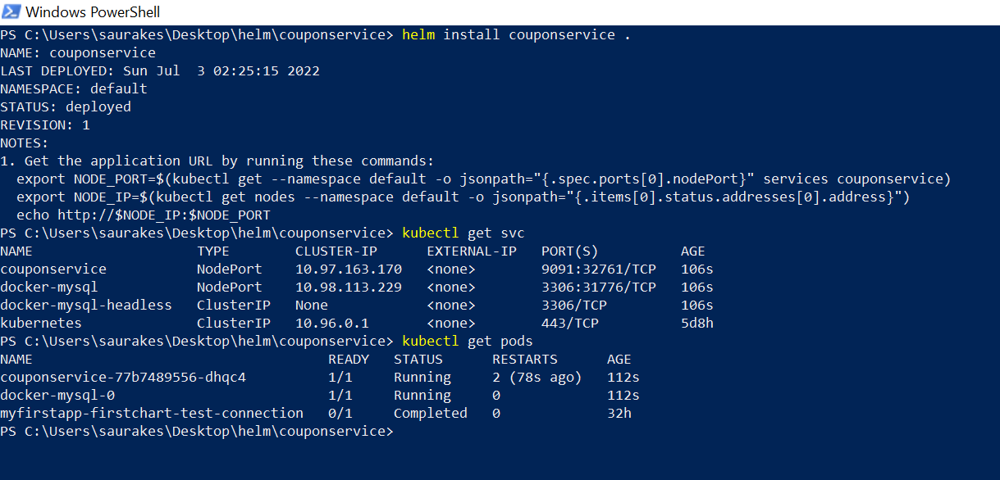 Windows PowerShell
PS C:\Users\saurakes\Desktop\helm\couponservice> helm install couponservice .
NAME: couponservice
LAST DEPLOYED: Sun Jul  3 02:25:15 2022
NAMESPACE: default
STATUS: deployed
REVISION: 1
NOTES:
1. Get the application URL by running these commands:
  export NODE_PORT=$(kubectl get --namespace default -o jsonpath="{.spec.ports[0].nodePort}" services couponservice)
  export NODE_IP=$(kubectl get nodes --namespace default -o jsonpath="{.items[0].status.addresses[0].address}")
  echo http://$NODE_IP:$NODE_PORT
PS C:\Users\saurakes\Desktop\helm\couponservice> kubectl get svc
NAME                    TYPE        CLUSTER-IP      EXTERNAL-IP   PORT(S)          AGE
couponservice           NodePort    10.97.163.170   <none>        9091:32761/TCP   106s
docker-mysql            NodePort    10.98.113.229   <none>        3306:31776/TCP   106s
docker-mysql-headless   ClusterIP   None            <none>        3306/TCP         106s
kubernetes              ClusterIP   10.96.0.1       <none>        443/TCP          5d8h
PS C:\Users\saurakes\Desktop\helm\couponservice> kubectl get pods
NAME                                    READY   STATUS      RESTARTS      AGE
couponservice-77b7489556-dhqc4          1/1     Running     2 (78s ago)   112s
docker-mysql-0                          1/1     Running     0             112s
myfirstapp-firstchart-test-connection   0/1     Completed   0             32h
PS C:\Users\saurakes\Desktop\helm\couponservice>